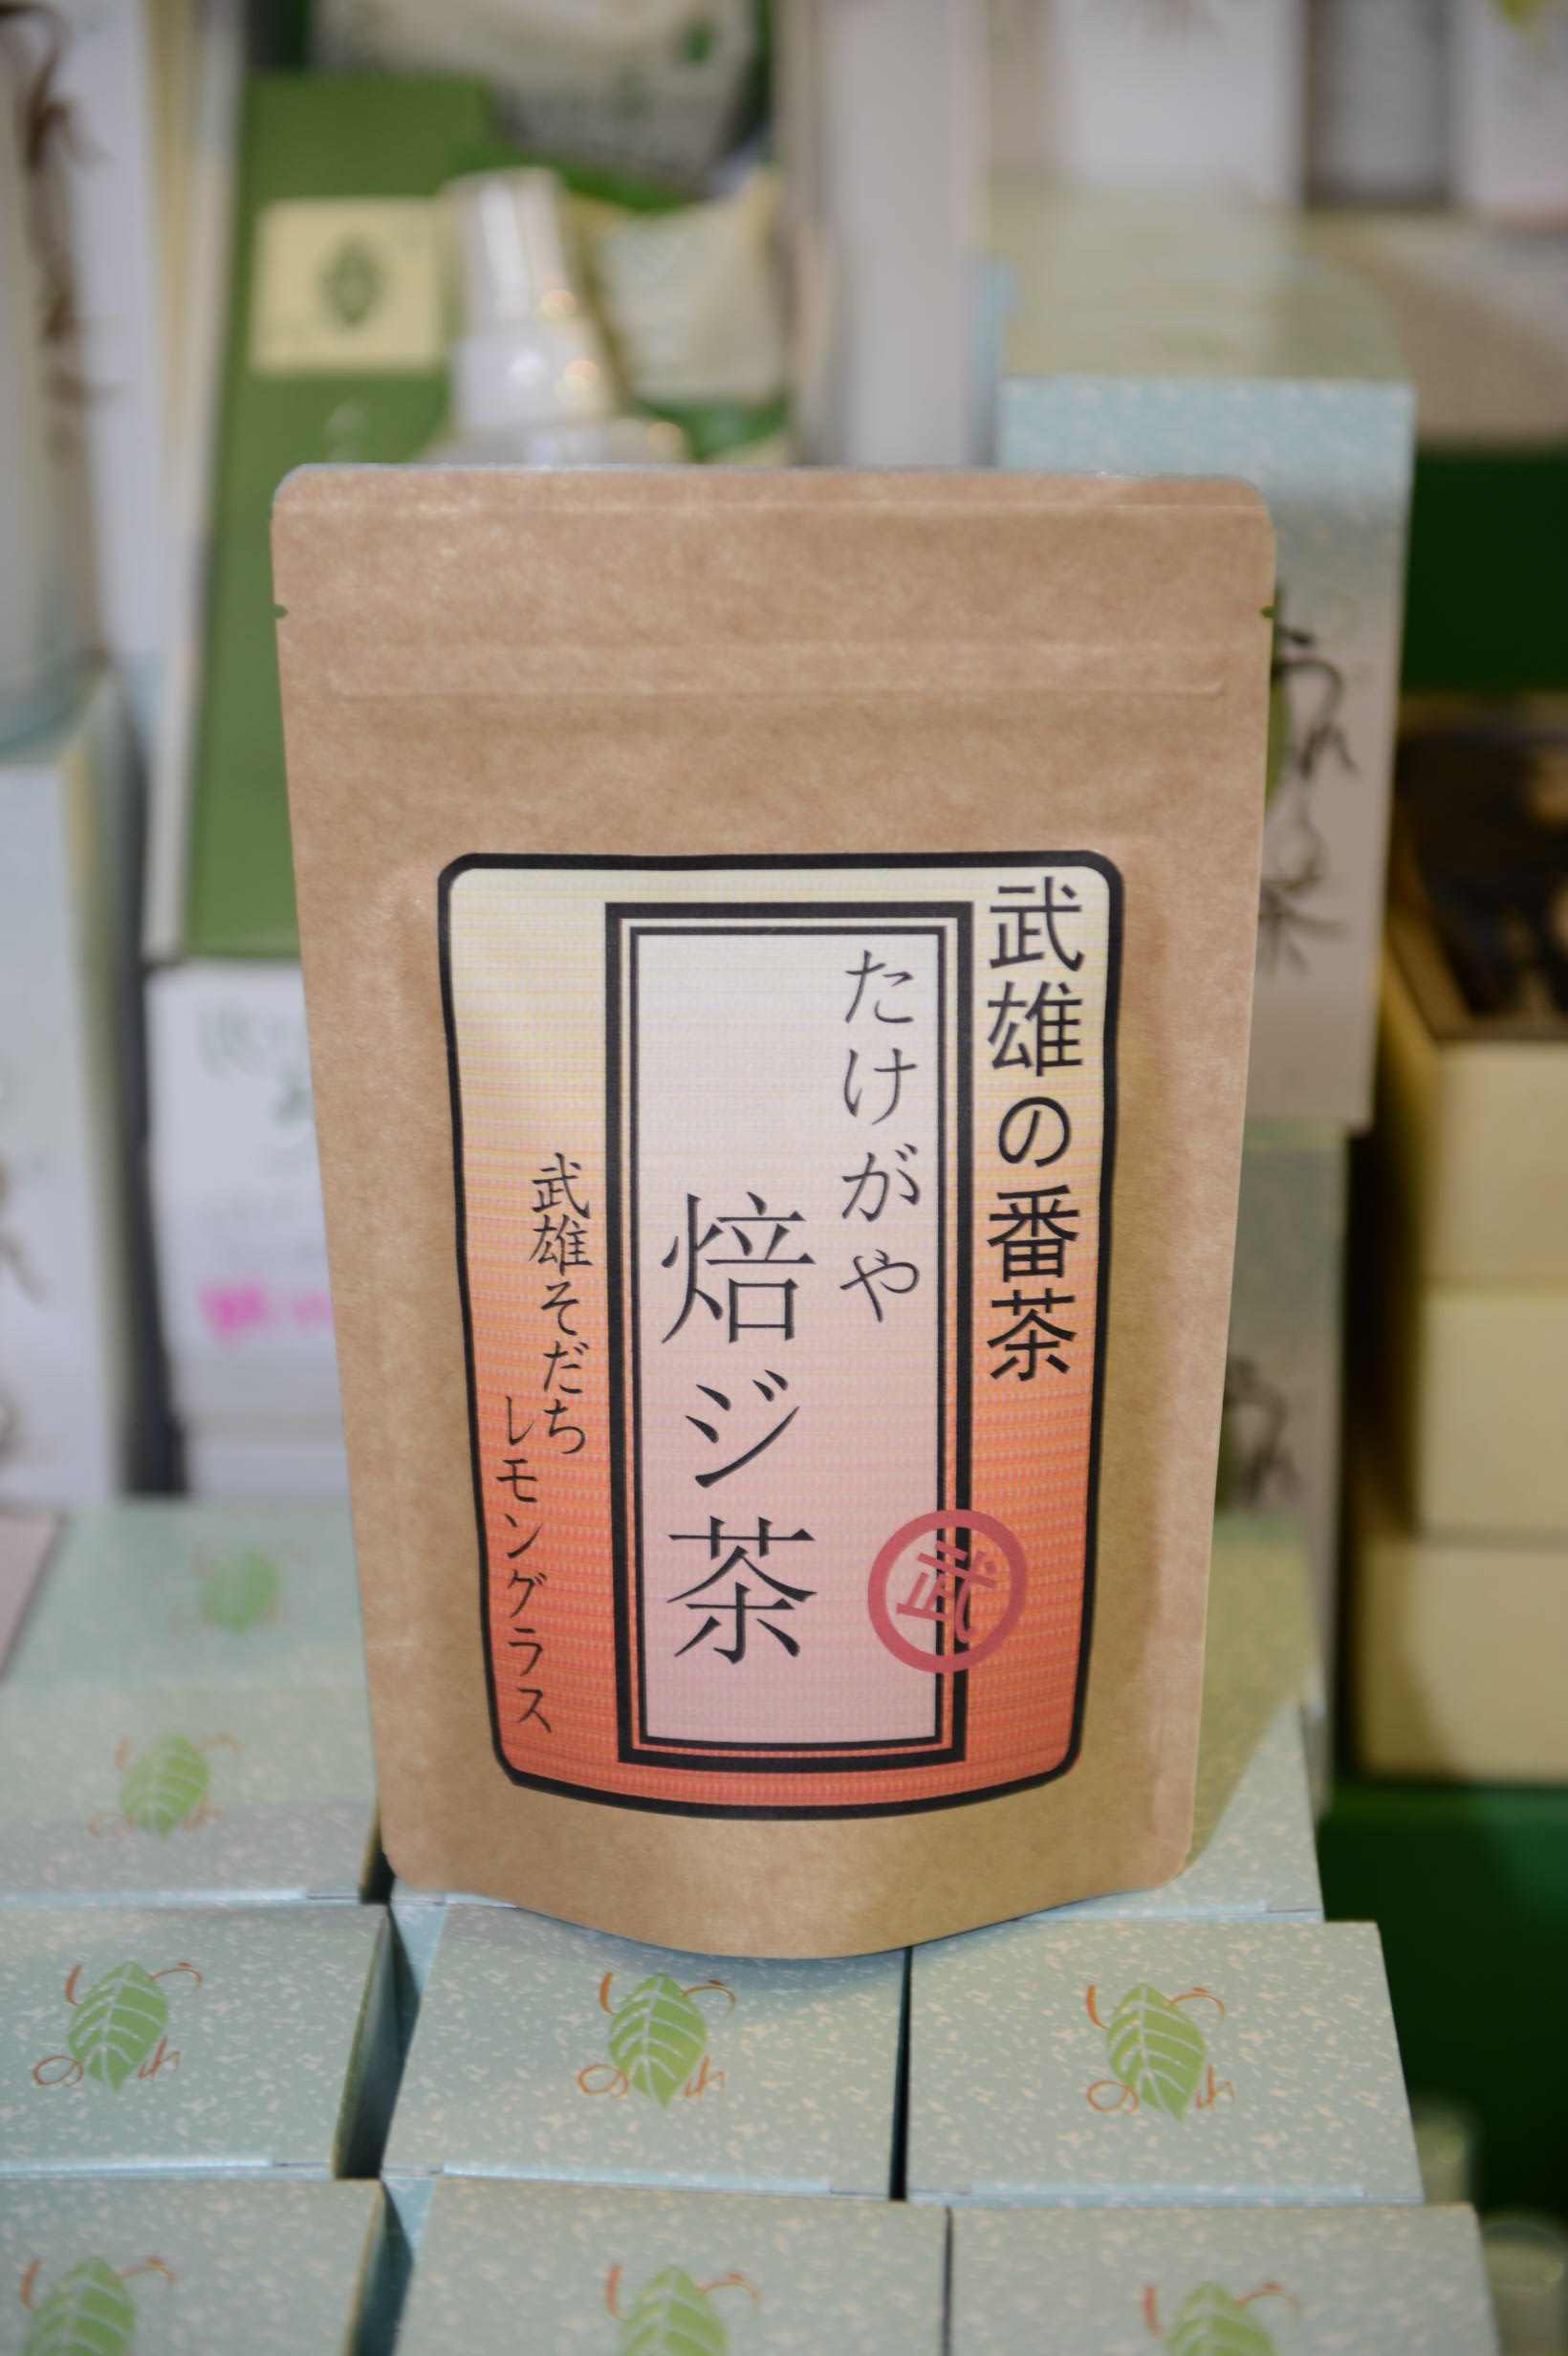 武雄の番茶
たけがや
焙ジ茶
武
武雄そだち
レモングラス